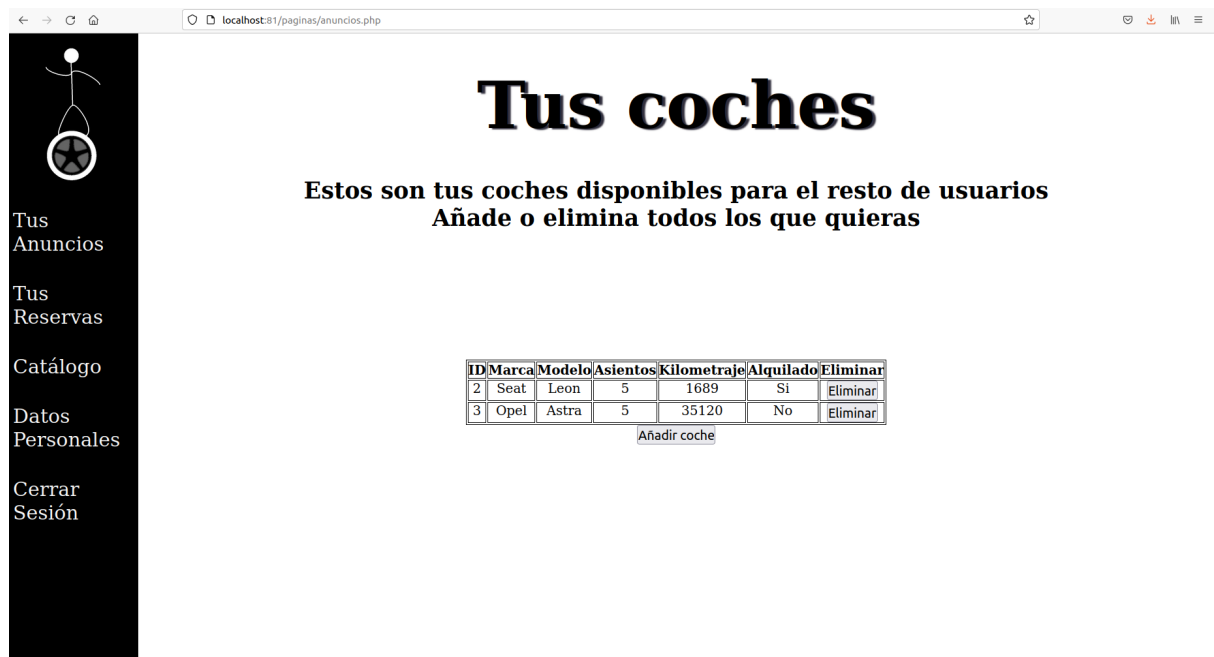 localhost:81/paginas/anuncios.php
Tus
Anuncios
Tus
Reservas
Catálogo
Datos
Personales
Cerrar
Sesión
Tus coches
Estos son tus coches disponibles para el resto de usuarios
Añade o elimina todos los que quieras
ID Marca Modelo Asientos Kilometraje Alquilado Eliminar
2 Seat Leon 5 1689 Si Eliminar
3 Opel Astra 5 35120 No Eliminar
Añadir coche